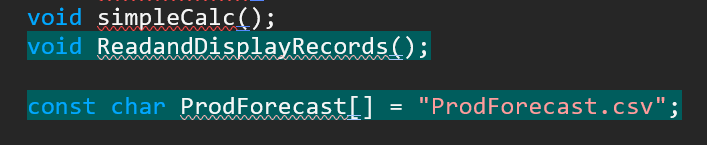 void simpleCalc();
void ReadandDisplayRecords();
const char ProdForecast[] = "ProdForecast.csv";